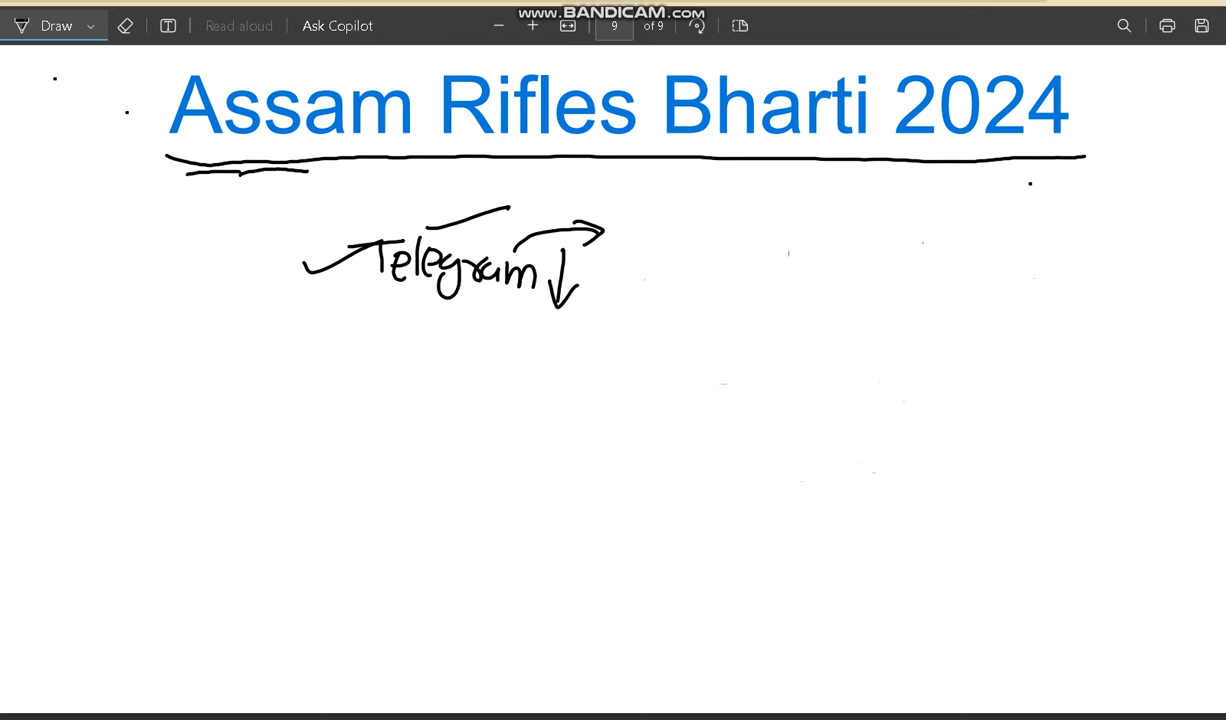 www.BANDICAM.com
Draw Read aloud Ask Copilot 9 of 9
Assam Rifles Bharti 2024
Telegram